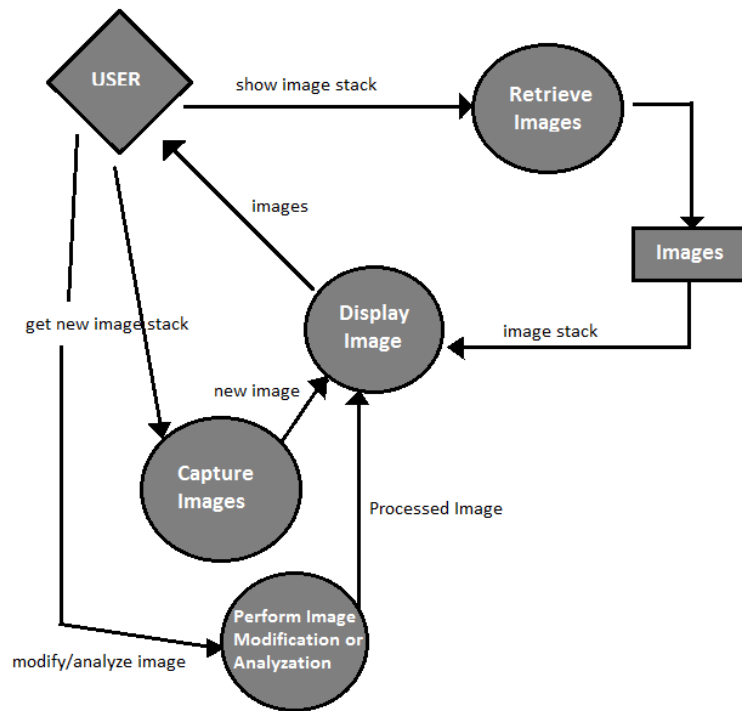 USER
show image stack
Retrieve
Images
images
Images
Display
Image
get new image stack
image stack
new image
Capture
Images
Processed Image
Perform Image
Modification or
Analyzation
modify/analyze image